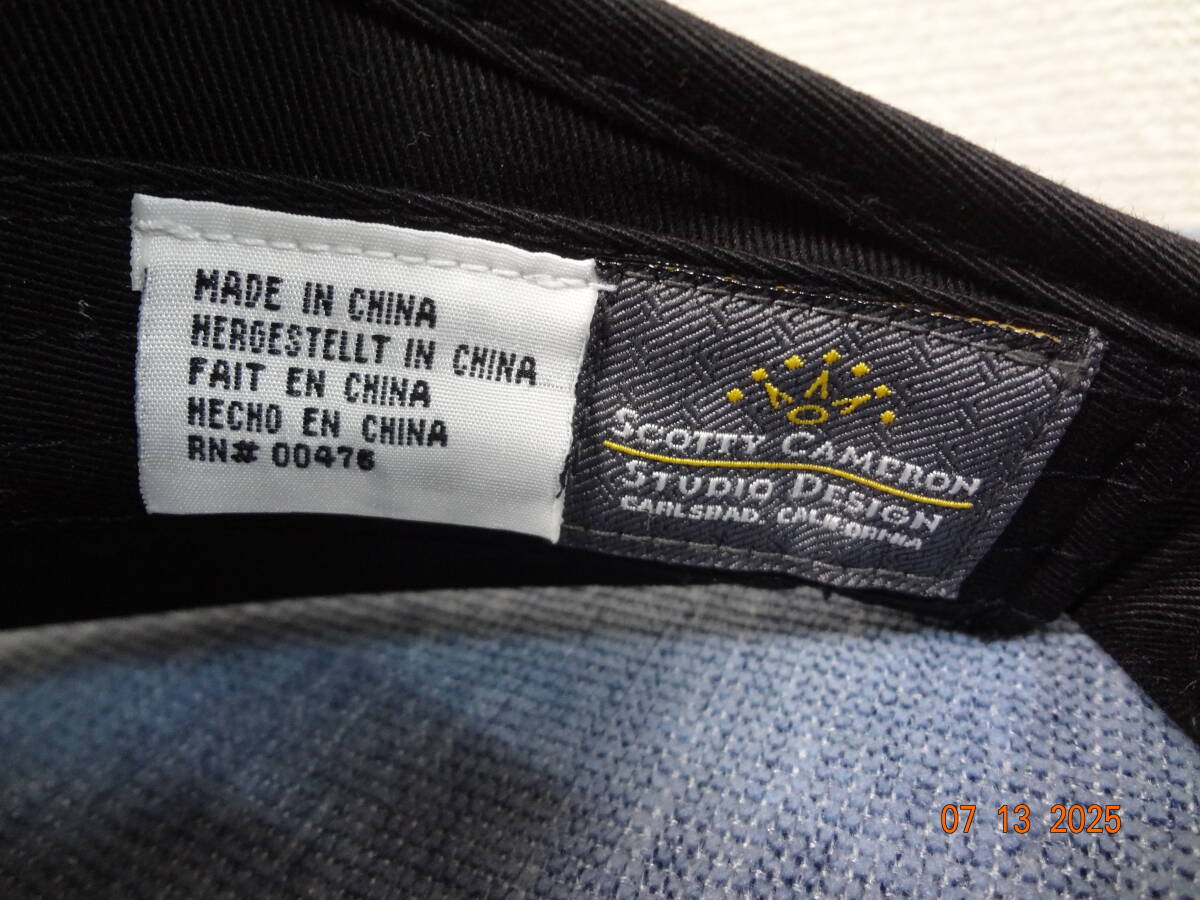 MADE IN CHINA
HERGESTELLT IN CHINA
FAIT EN CHINA
HECHO EN CHINA
RN# 00476
SCOTTY CAMERON
STUDIO DESIGN
CARLSBAD, CALIFORNIA
07 13 2025